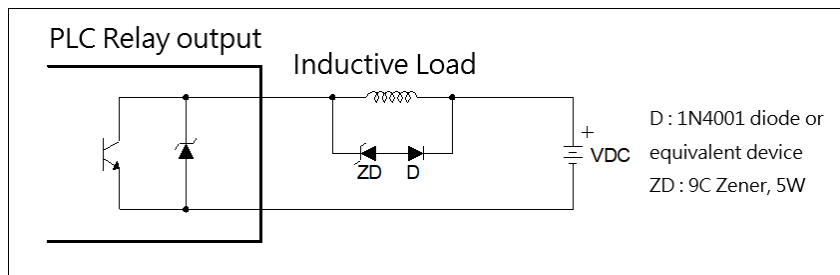 PLC Relay output
Inductive Load
D : 1N4001 diode or
equivalent device
ZD : 9C Zener, 5W
+
VDC
ZD
D